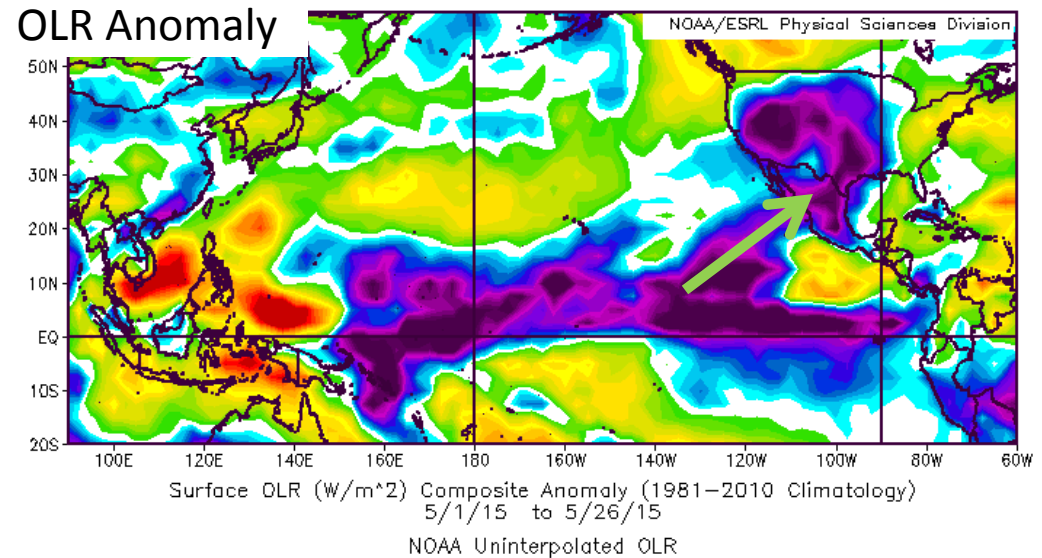 OLR Anomaly
NOAA/ESRL Physical Sciences Division
50N
40N
30N
20N
10N
EQ
10S
20S
100E 120E 140E 160E 180 160W 140W 120W 100W 80W 60W
Surface OLR (W/m^2) Composite Anomaly (1981-2010 Climatology)
5/1/15 to 5/26/15
NOAA Uninterpolated OLR